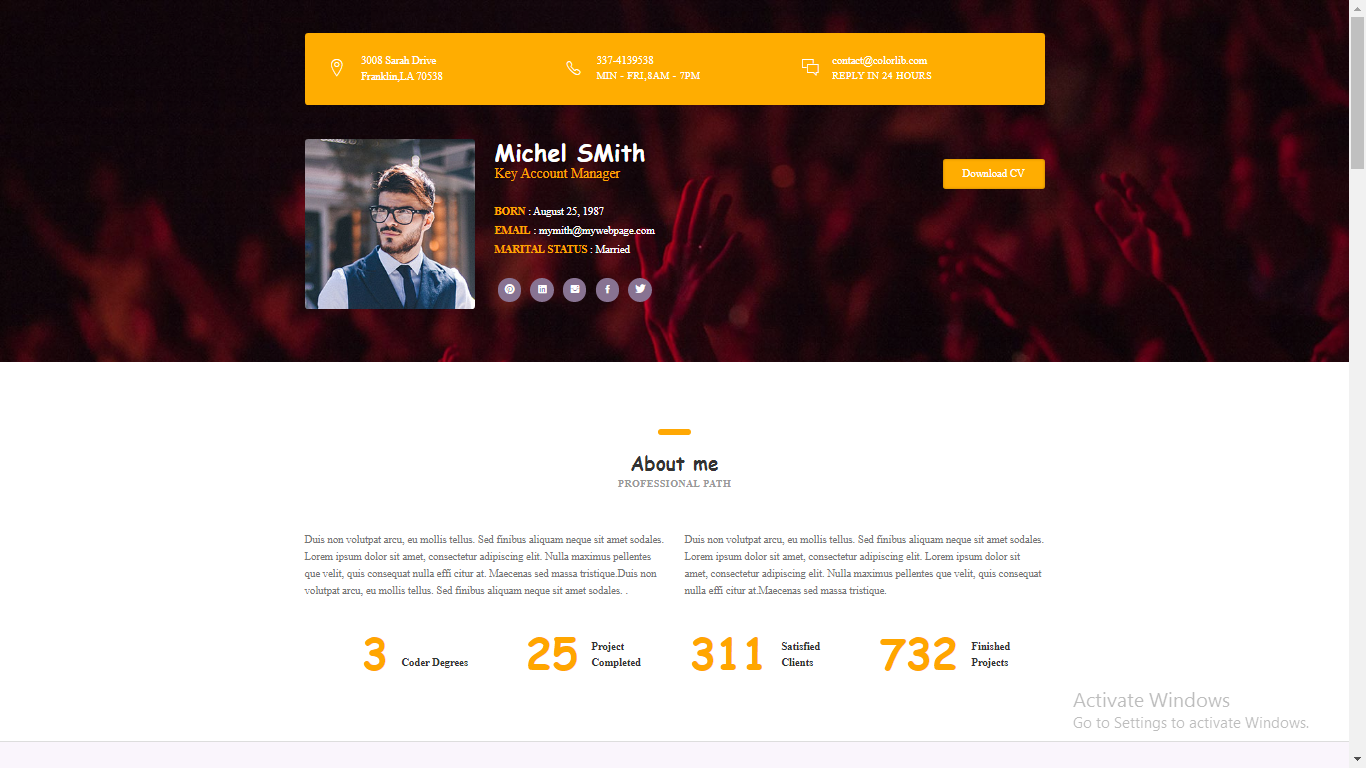 3008 Sarah Drive
Franklin,LA 70538
337-4139538
MIN - FRI,8AM - 7PM
contact@colorlib.com
REPLY IN 24 HOURS
Michel SMith
Key Account Manager
Download CV
BORN : August 25, 1987
EMAIL : mymith@mywebpage.com
MARITAL STATUS : Married
About me
PROFESSIONAL PATH
Duis non volutpat arcu, eu mollis tellus. Sed finibus aliquam neque sit amet sodales.
Lorem ipsum dolor sit amet, consectetur adipiscing elit. Nulla maximus pellentes
que velit, quis consequat nulla effi citur at. Maecenas sed massa tristique.Duis non
volutpat arcu, eu mollis tellus. Sed finibus aliquam neque sit amet sodales. .
Duis non volutpat arcu, eu mollis tellus. Sed finibus aliquam neque sit amet sodales.
Lorem ipsum dolor sit amet, consectetur adipiscing elit. Lorem ipsum dolor sit
amet, consectetur adipiscing elit. Nulla maximus pellentes que velit, quis consequat
nulla effi citur at.Maecenas sed massa tristique.
3 Coder Degrees
25 Project
Completed
311 Satisfied
Clients
732 Finished
Projects
Activate Windows
Go to Settings to activate Windows.